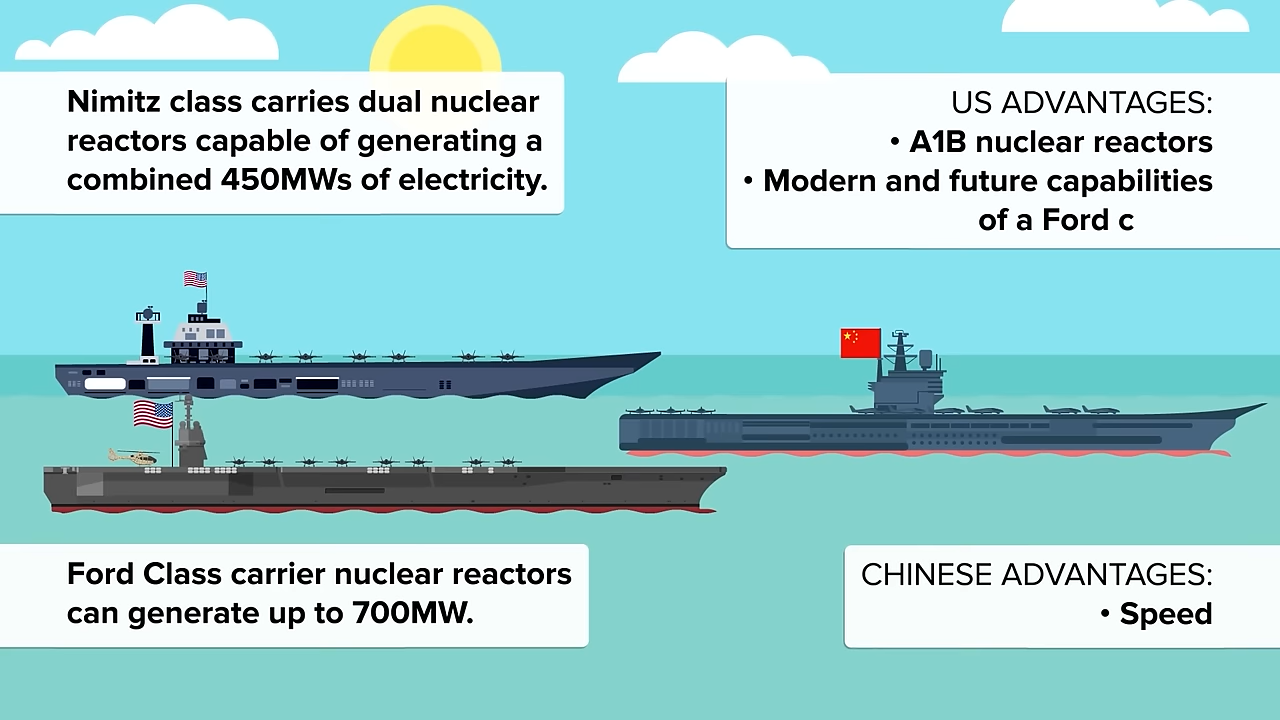 Nimitz class carries dual nuclear
reactors capable of generating a
combined 450MWs of electricity.
US ADVANTAGES:
• A1B nuclear reactors
• Modern and future capabilities
of a Ford c
Ford Class carrier nuclear reactors
can generate up to 700MW.
CHINESE ADVANTAGES:
• Speed